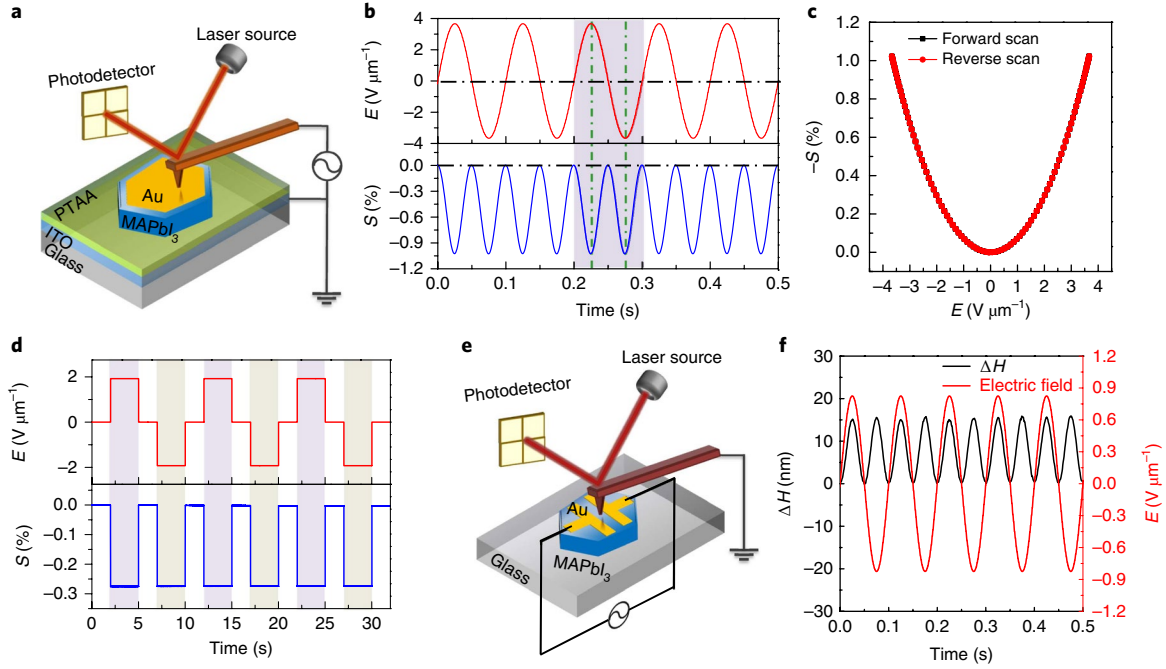 a
Laser source
Photodetector
Au
PTAA
MAPbI3
ITO
Glass
b
E (V μm−1)
4
2
0
−2
−4
S (%)
0.0
−0.3
−0.6
−0.9
−1.2
0.0 0.1 0.2 0.3 0.4 0.5
Time (s)
c
−S (%)
1.2
1.0
0.8
0.6
0.4
0.2
0.0
Forward scan
Reverse scan
−4 −3 −2 −1 0 1 2 3 4
E (V μm−1)
d
E (V μm−1)
2
0
−2
S (%)
0.0
−0.1
−0.2
−0.3
0 5 10 15 20 25 30
Time (s)
e
Laser source
Photodetector
Au
MAPbI3
Glass
f
ΔH (nm)
30
20
10
0
−10
−20
−30
ΔH
Electric field
1.2
0.9
0.6
0.3
0.0
−0.3
−0.6
−0.9
−1.2
E (V μm−1)
0.0 0.1 0.2 0.3 0.4 0.5
Time (s)